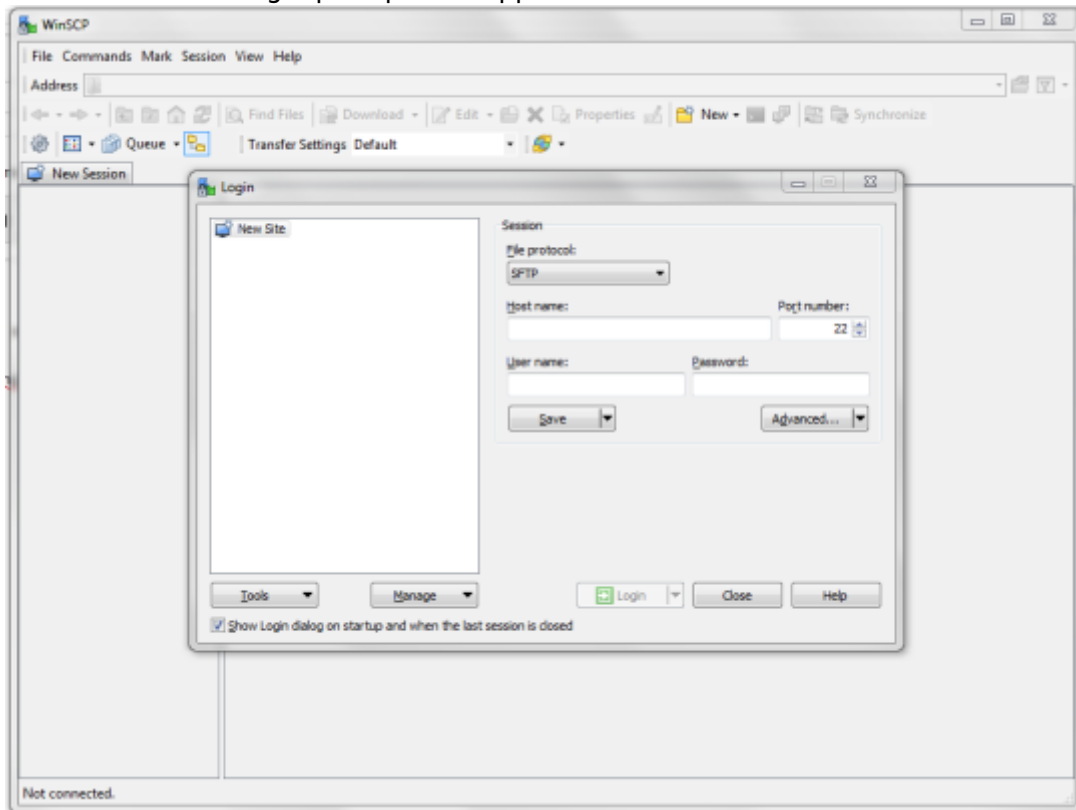 WinSCP
File Commands Mark Session View Help
Address
Find Files Download Edit Properties New Synchronize
Queue Transfer Settings Default
New Session
Login
New Site
Session
File protocol:
SFTP
Host name: Port number:
22
User name: Password:
Save Advanced...
Tools Manage Login Close Help
Show Login dialog on startup and when the last session is closed
Not connected.